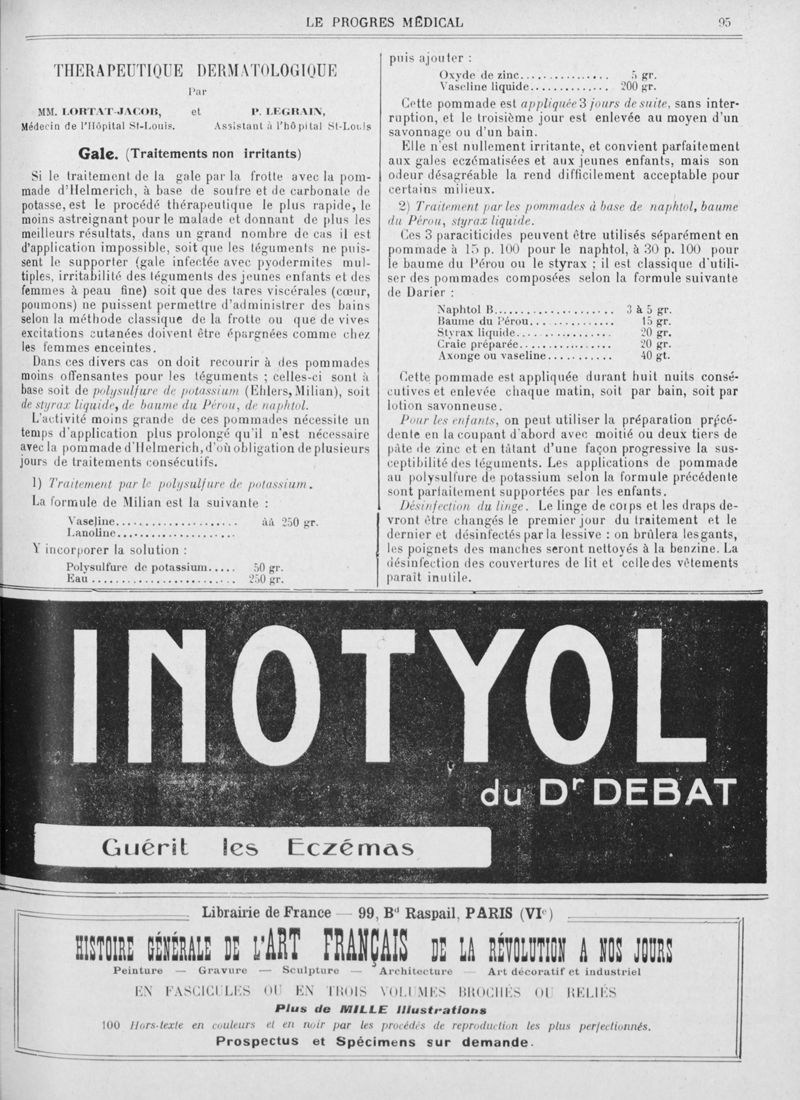 LE PROGRES MÉDICAL 95
THERAPEUTIQUE DERMATOLOGIQUE
Par
MM. LORTAT-JACOB, et P. LEGRAIN,
Médecin de l'Hôpital St-Louis. Assistant à l'hôpital St-Louis
Gale. (Traitements non irritants)
Si le traitement de la gale par la frotte avec la pom-
made d'Helmerich, à base de soufre et de carbonate de
potasse, est le procédé thérapeutique le plus rapide, le
moins astreignant pour le malade et donnant de plus les
meilleurs résultats, dans un grand nombre de cas il est
d'application impossible, soit que les téguments ne puis-
sent le supporter (gale infectée avec pyodermites mul-
tiples, irritabilité des téguments des jeunes enfants et des
femmes à peau fine) soit que des tares viscérales (cœur,
poumons) ne puissent permettre d'administrer des bains
selon la méthode classique de la frotte ou que de vives
excitations cutanées doivent être épargnées comme chez
les femmes enceintes.
Dans ces divers cas on doit recourir à des pommades
moins offensantes pour les téguments ; celles-ci sont à
base soit de polysulfure de potassium (Ehlers, Milian), soit
de styrax liquide, de baume du Pérou, de naphtol.
L'activité moins grande de ces pommades nécessite un
temps d'application plus prolongé qu'il n'est nécessaire
avec la pommade d'Helmerich, d'où obligation de plusieurs
jours de traitements consécutifs.
1) Traitement par le polysulfure de potassium.
La formule de Milian est la suivante :
Vaseline..................... àà 250 gr.
Lanoline.....................
Y incorporer la solution :
Polysulfure de potassium..... 50 gr.
Eau......................... 250 gr.
puis ajouter :
Oxyde de zinc................ 5 gr.
Vaseline liquide.............. 200 gr.
Cette pommade est appliquée 3 jours de suite, sans inter-
ruption, et le troisième jour est enlevée au moyen d'un
savonnage ou d'un bain.
Elle n'est nullement irritante, et convient parfaitement
aux gales eczématisées et aux jeunes enfants, mais son
odeur désagréable la rend difficilement acceptable pour
certains milieux.
2) Traitement par les pommades à base de naphtol, baume
du Pérou, styrax liquide.
Ces 3 paraciticides peuvent être utilisés séparément en
pommade à 15 p. 100 pour le naphtol, à 30 p. 100 pour
le baume du Pérou ou le styrax ; il est classique d'utili-
ser des pommades composées selon la formule suivante
de Darier :
Naphtol B..................... 3 à 5 gr.
Baume du Pérou............... 15 gr.
Styrax liquide................. 20 gr.
Craie préparée................ 20 gr.
Axonge ou vaseline........... 40 gt.
Cette pommade est appliquée durant huit nuits consé-
cutives et enlevée chaque matin, soit par bain, soit par
lotion savonneuse.
Pour les enfants, on peut utiliser la préparation précé-
dente en la coupant d'abord avec moitié ou deux tiers de
pâte de zinc et en tâtant d'une façon progressive la sus-
ceptibilité des téguments. Les applications de pommade
au polysulfure de potassium selon la formule précédente
sont parfaitement supportées par les enfants.
Désinfection du linge. Le linge de corps et les draps de-
vront être changés le premier jour du traitement et le
dernier et désinfectés par la lessive : on brûlera les gants,
les poignets des manches seront nettoyés à la benzine. La
désinfection des couvertures de lit et celle des vêtements
paraît inutile.
INOTYOL
du Dr DEBAT
Guérit les Eczémas
Librairie de France — 99, Bd Raspail, PARIS (VIe)
HISTOIRE GÉNÉRALE DE L'ART FRANÇAIS DE LA RÉVOLUTION A NOS JOURS
Peinture — Gravure — Sculpture — Architecture — Art décoratif et industriel
EN FASCICULES OU EN TROIS VOLUMES BROCHÉS OU RELIÉS
Plus de MILLE Illustrations
100 Hors-texte en couleurs et en noir par les procédés de reproduction les plus perfectionnés.
Prospectus et Spécimens sur demande.